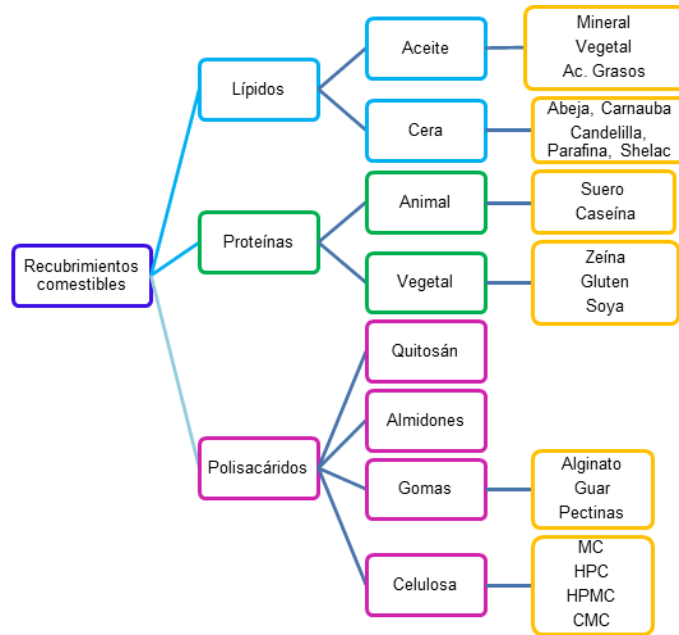 Recubrimientos
comestibles
Lípidos
Aceite
Mineral
Vegetal
Ac. Grasos
Cera
Abeja, Carnauba
Candelilla,
Parafina, Shelac
Proteínas
Animal
Suero
Caseína
Vegetal
Zeína
Gluten
Soya
Polisacáridos
Quitosán
Almidones
Gomas
Alginato
Guar
Pectinas
Celulosa
MC
HPC
HPMC
CMC